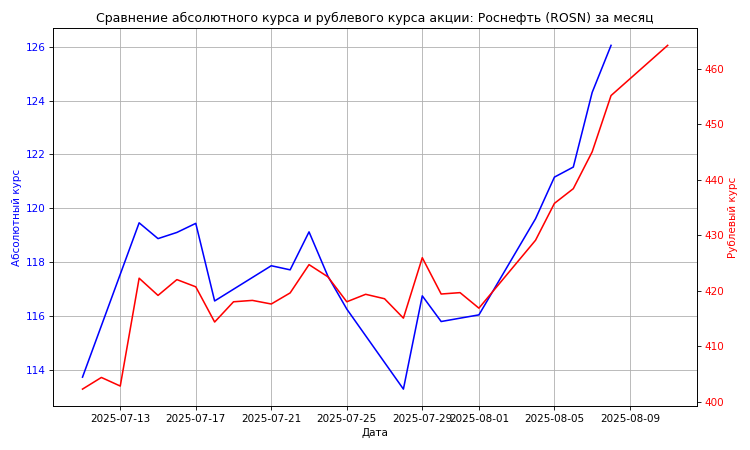 Сравнение абсолютного курса и рублевого курса акции: Роснефть (ROSN) за месяц
126
124
122
120
118
116
114
Абсолютный курс
460
450
440
430
420
410
400
Рублевый курс
2025-07-13 2025-07-17 2025-07-21 2025-07-25 2025-07-29 2025-08-01 2025-08-05 2025-08-09
Дата